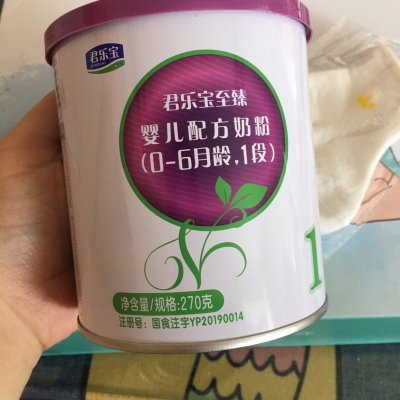 君乐宝
君乐宝至臻
婴儿配方奶粉
(0-6月龄,1段)
1
净含量/规格:270克
注册号：国食注字YP20190014